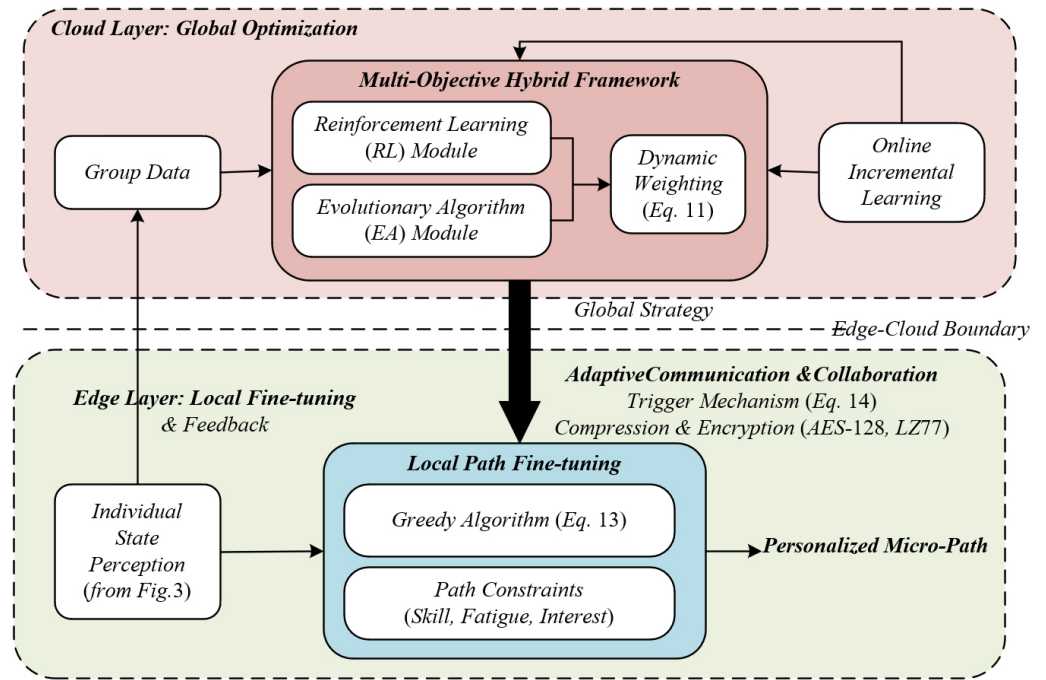 Cloud Layer: Global Optimization
Multi-Objective Hybrid Framework
Reinforcement Learning
(RL) Module
Evolutionary Algorithm
(EA) Module
Dynamic
Weighting
(Eq. 11)
Group Data
Online
Incremental
Learning
Global Strategy
Edge-Cloud Boundary
Edge Layer: Local Fine-tuning
& Feedback
AdaptiveCommunication &Collaboration
Trigger Mechanism (Eq. 14)
Compression & Encryption (AES-128, LZ77)
Individual
State
Perception
(from Fig.3)
Local Path Fine-tuning
Greedy Algorithm (Eq. 13)
Path Constraints
(Skill, Fatigue, Interest)
Personalized Micro-Path